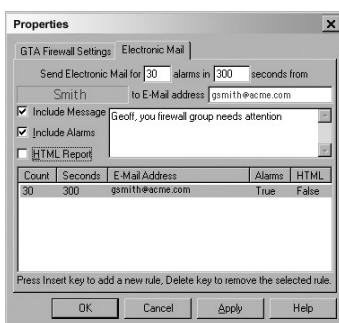 Properties
GTA Firewall Settings Electronic Mail
Send Electronic Mail for 30 alarms in 300 seconds from
Smith to E-Mail address gsmith@acme.com
Include Message Geoff, you firewall group needs attention
Include Alarms
HTML Report
Count Seconds E-Mail Address Alarms HTML
30 300 gsmith@acme.com True False
Press Insert key to add a new rule, Delete key to remove the selected rule.
OK Cancel Apply Help